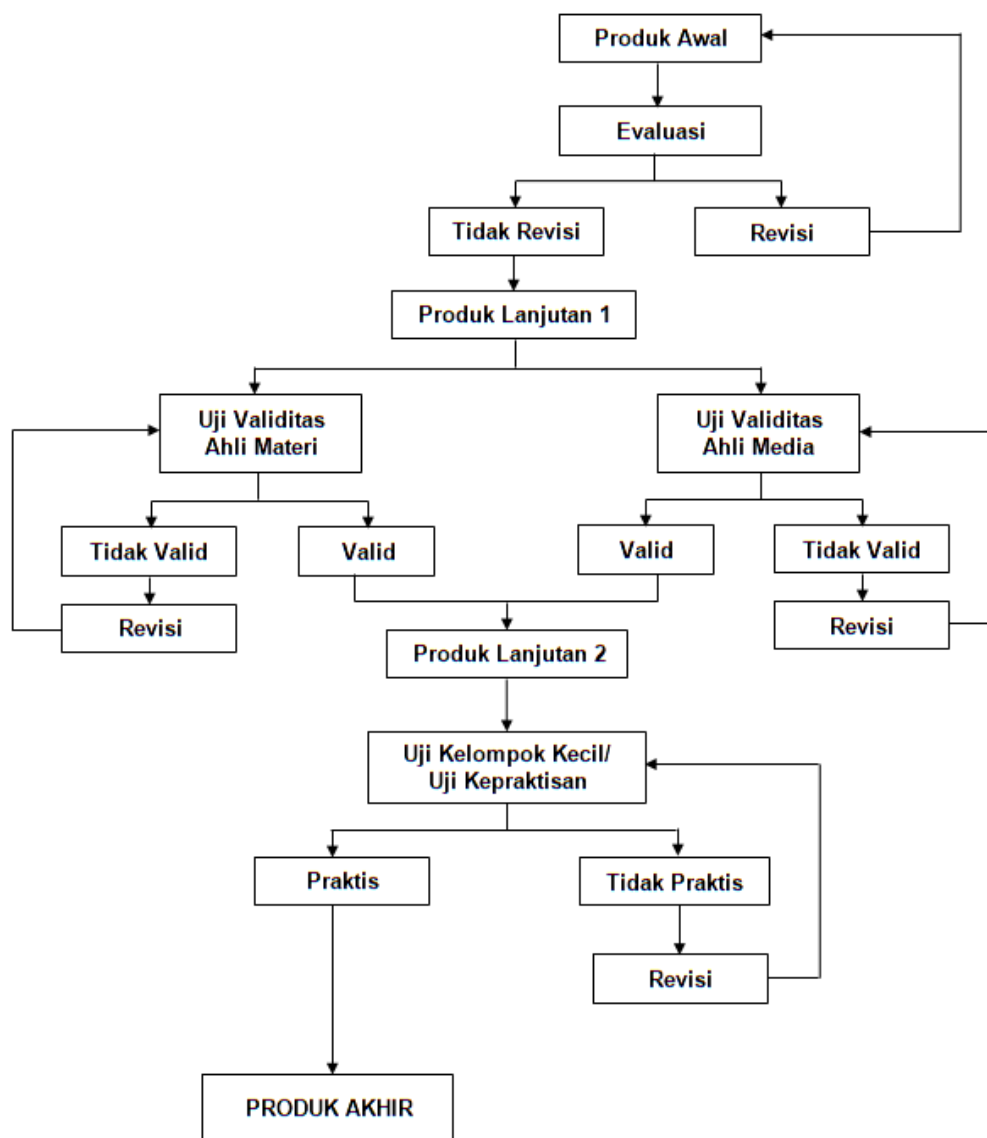 Produk Awal
Evaluasi
Tidak Revisi
Revisi
Produk Lanjutan 1
Uji Validitas
Ahli Materi
Uji Validitas
Ahli Media
Tidak Valid
Valid
Valid
Tidak Valid
Revisi
Revisi
Produk Lanjutan 2
Uji Kelompok Kecil/
Uji Kepraktisan
Praktis
Tidak Praktis
Revisi
PRODUK AKHIR